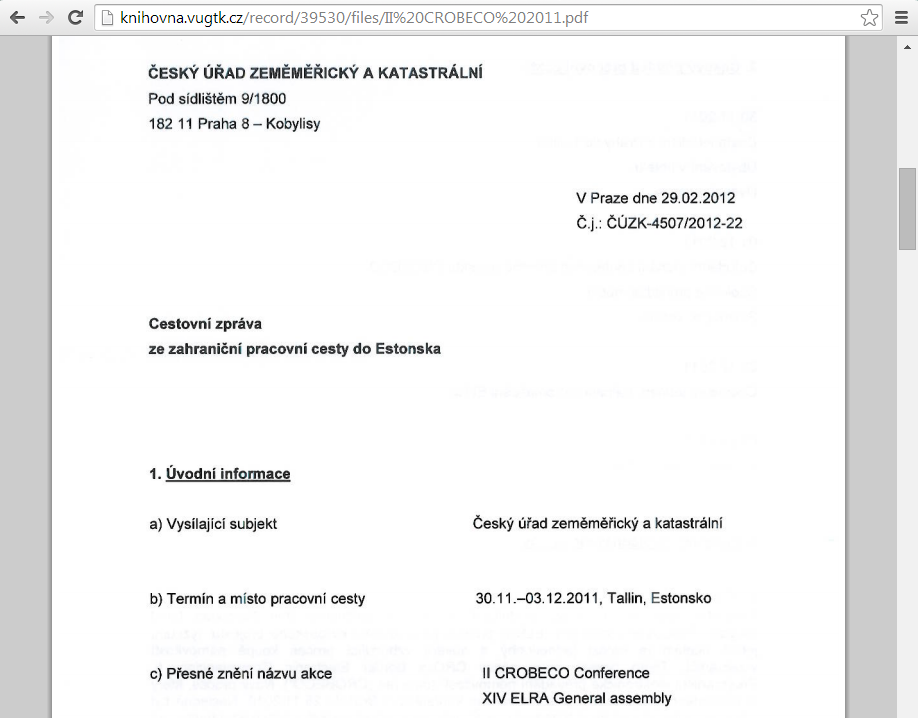 knihovna.vugtk.cz/record/39530/files/II%20CROBECO%202011.pdf
ČESKÝ ÚŘAD ZEMĚMĚŘICKÝ A KATASTRÁLNÍ
Pod sídlištěm 9/1800
182 11 Praha 8 – Kobylisy
V Praze dne 29.02.2012
Č.j.: ČÚZK-4507/2012-22
Cestovní zpráva
ze zahraniční pracovní cesty do Estonska
1. Úvodní informace
a) Vysílající subjekt Český úřad zeměměřický a katastrální
b) Termín a místo pracovní cesty 30.11.–03.12.2011, Tallin, Estonsko
c) Přesné znění názvu akce II CROBECO Conference
XIV ELRA General assembly